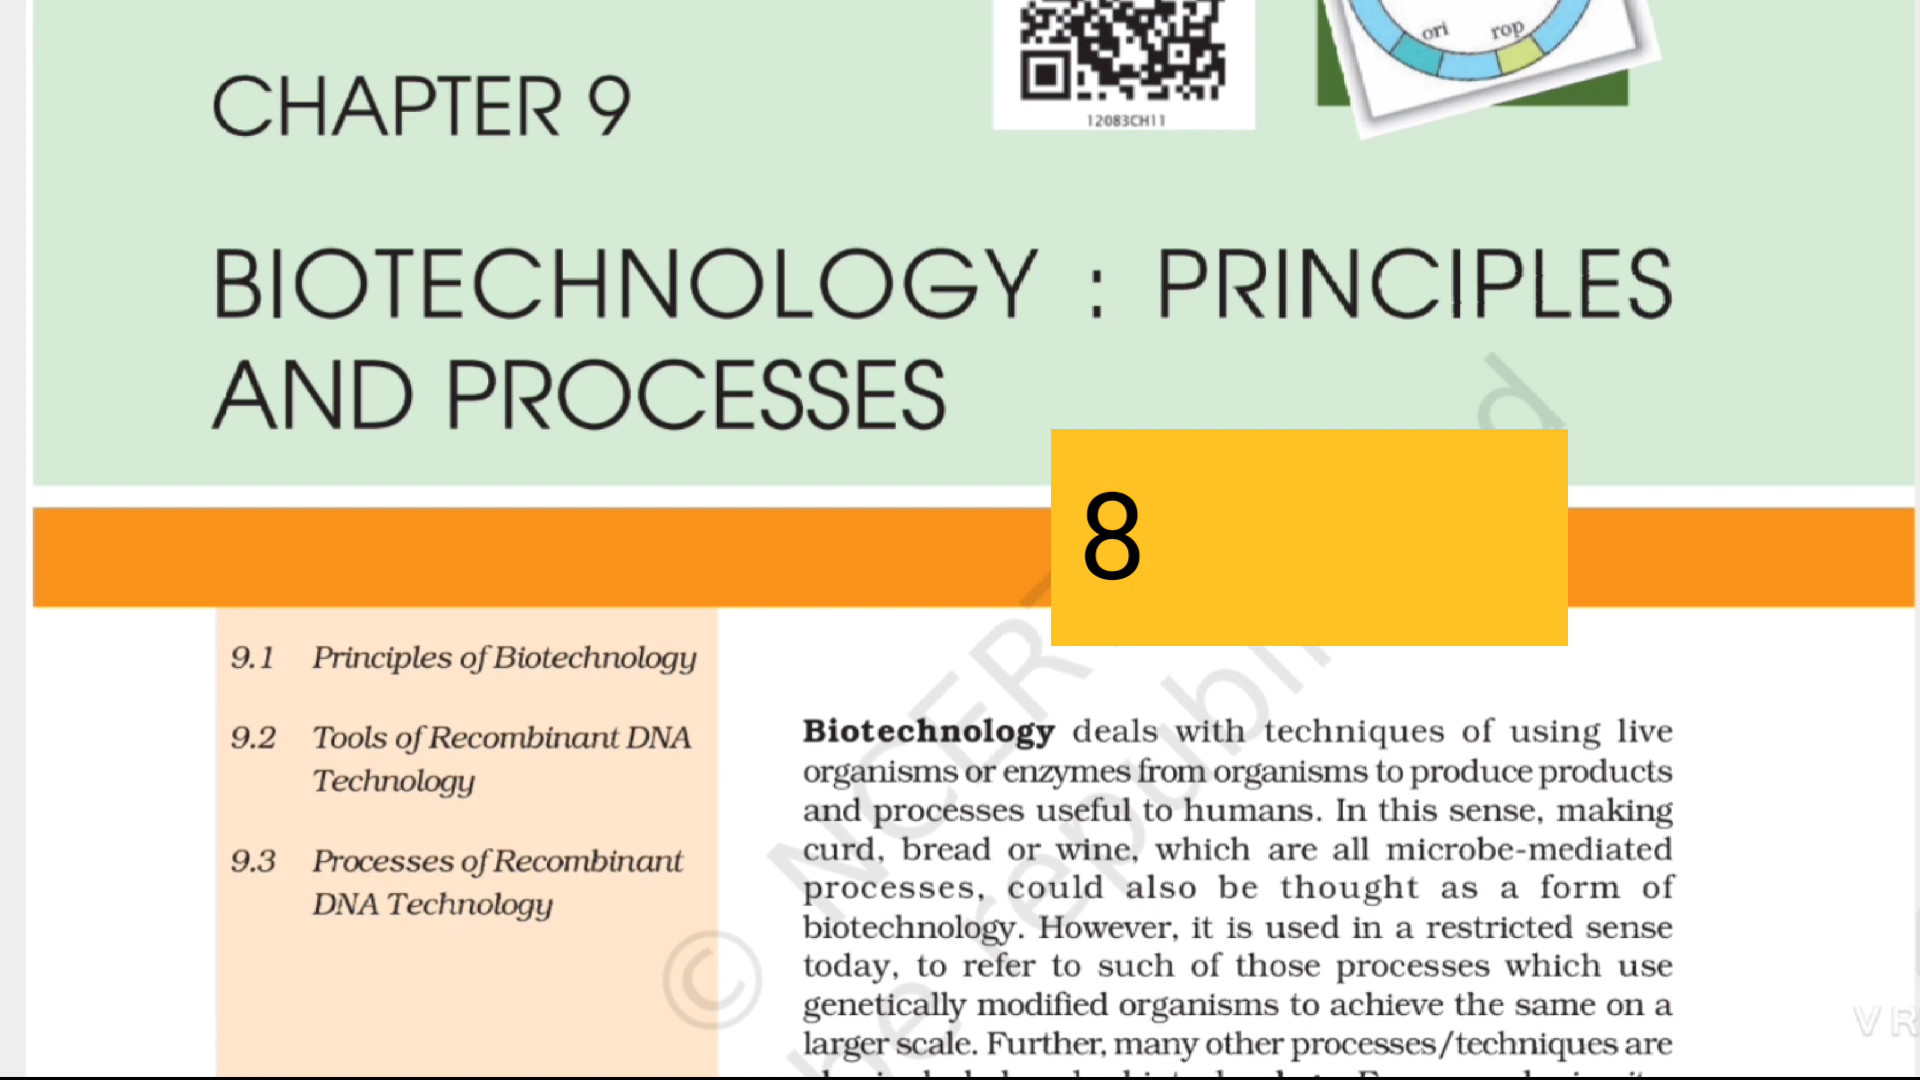 ori rop
12083CH11
CHAPTER 9
BIOTECHNOLOGY : PRINCIPLES
AND PROCESSES
8
9.1 Principles of Biotechnology
9.2 Tools of Recombinant DNA
Technology
9.3 Processes of Recombinant
DNA Technology
Biotechnology deals with techniques of using live
organisms or enzymes from organisms to produce products
and processes useful to humans. In this sense, making
curd, bread or wine, which are all microbe-mediated
processes, could also be thought as a form of
biotechnology. However, it is used in a restricted sense
today, to refer to such of those processes which use
genetically modified organisms to achieve the same on a
larger scale. Further, many other processes/techniques are
© NCERT
be republi d
VR